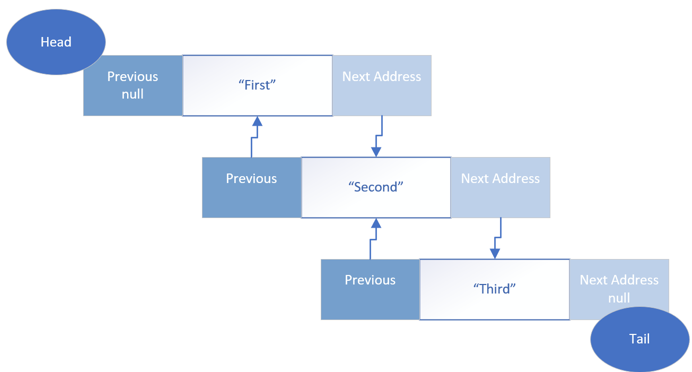 Head
Previous
null
“First”
Next Address
Previous
“Second”
Next Address
Previous
“Third”
Next Address
null
Tail